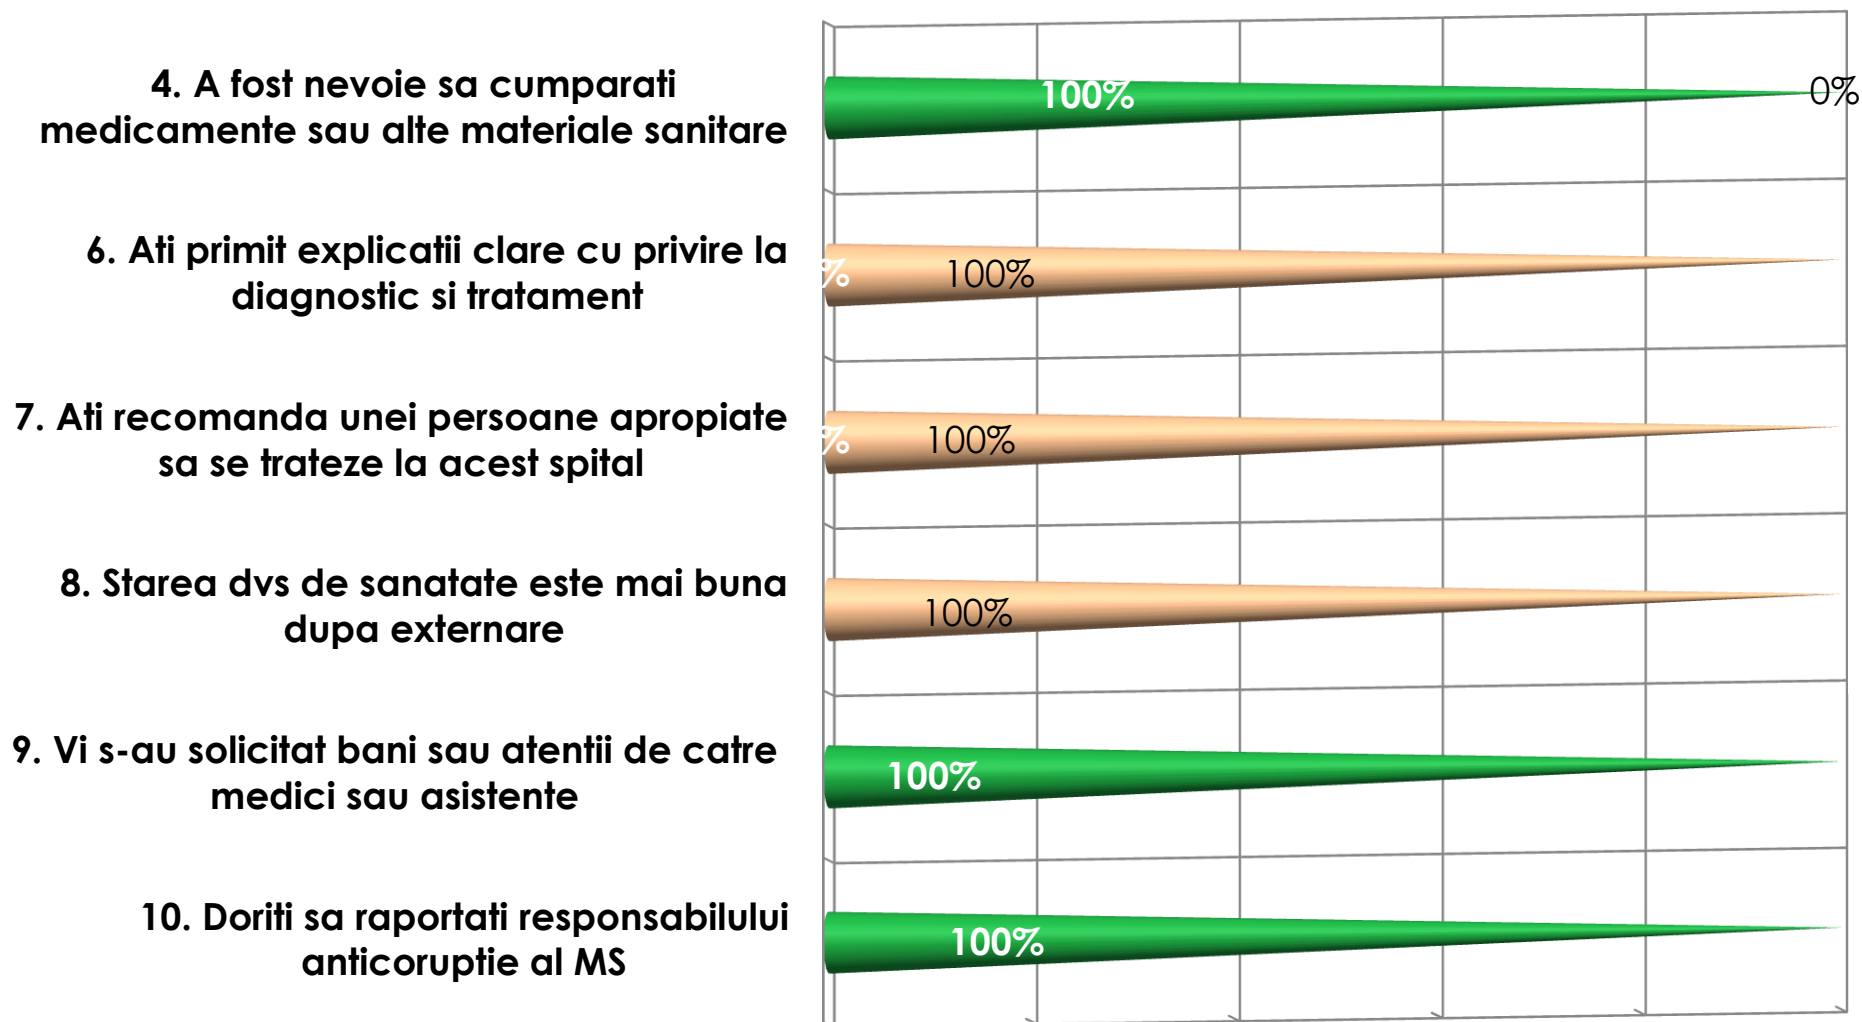 4. A fost nevoie sa cumparati
medicamente sau alte materiale sanitare
100%
0%
6. Ati primit explicatii clare cu privire la
diagnostic si tratament
%
100%
7. Ati recomanda unei persoane apropiate
sa se trateze la acest spital
%
100%
8. Starea dvs de sanatate este mai buna
dupa externare
100%
9. Vi s-au solicitat bani sau atentii de catre
medici sau asistente
100%
10. Doriti sa raportati responsabilului
anticoruptie al MS
100%